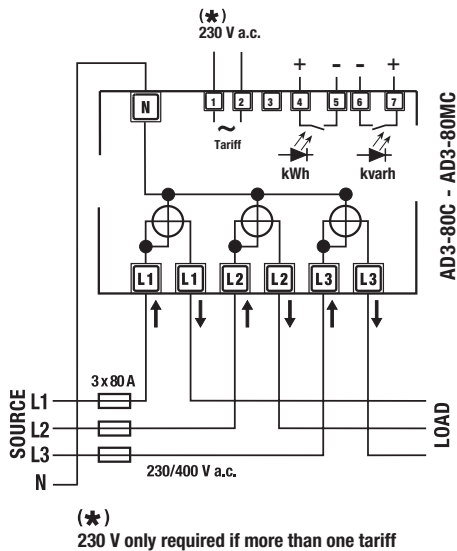 (*)
230 V a.c.
+ - - +
N 1 2 3 4 5 6 7
~
Tariff
kWh kvarh
AD3-80C - AD3-80MC
L1 L1 L2 L2 L3 L3
3 x 80 A
SOURCE
L1
L2
L3
N
LOAD
230/400 V a.c.
(*)
230 V only required if more than one tariff